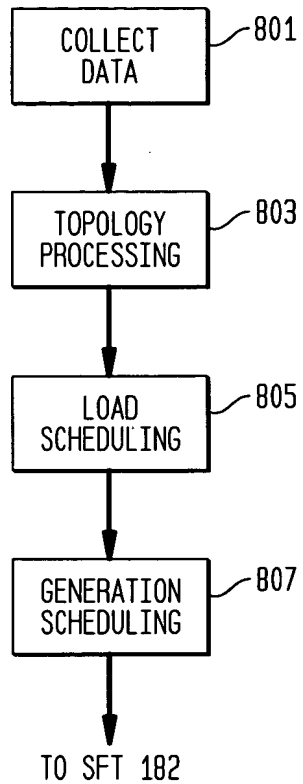 COLLECT
DATA
801
TOPOLOGY
PROCESSING
803
LOAD
SCHEDULING
805
GENERATION
SCHEDULING
807
TO SFT 182